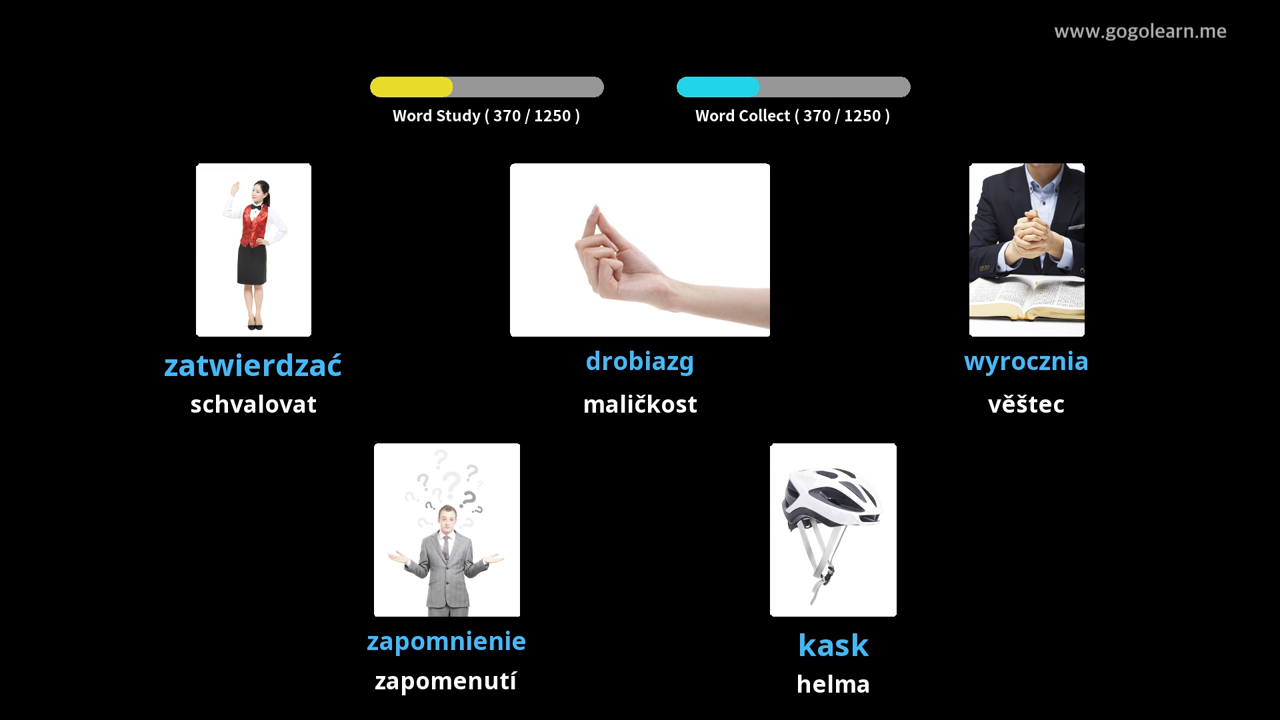 www.gogolearn.me
Word Study ( 370 / 1250 )
Word Collect ( 370 / 1250 )
zatwierdzać
schvalovat
drobiazg
maličkost
wyrocznia
věštec
zapomnienie
zapomenutí
kask
helma